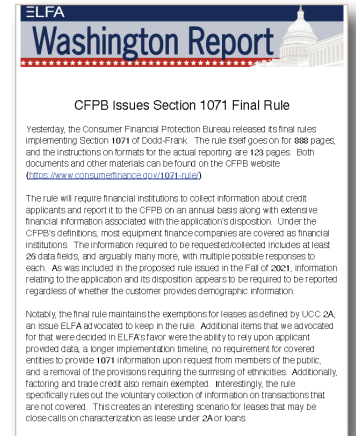 ELFA
Washington Report
CFPB Issues Section 1071 Final Rule
Yesterday, the Consumer Financial Protection Bureau released its final rules
implementing Section 1071 of Dodd-Frank. The rule itself goes on for 888 pages,
and the instructions on formats for the actual reporting are 123 pages. Both
documents and other materials can be found on the CFPB website
(https://www.consumerfinance.gov/1071-rule/)
The rule will require financial institutions to collect information about credit
applicants and report it to the CFPB on an annual basis along with extensive
financial information associated with the application's disposition. Under the
CFPB's definitions, most equipment finance companies are covered as financial
institutions. The information required to be requested/collected includes at least
26 data fields, and arguably many more, with multiple possible responses to
each. As was included in the proposed rule issued in the Fall of 2021, information
relating to the application and its disposition appears to be required to be reported
regardless of whether the customer provides demographic information.
Notably, the final rule maintains the exemptions for leases as defined by UCC 2A,
an issue ELFA advocated to keep in the rule. Additional items that we advocated
for that were decided in ELFA's favor were the ability to rely upon applicant
provided data, a longer implementation timeline, no requirement for covered
entities to provide 1071 information upon request from members of the public,
and a removal of the provisions requiring the surmising of ethnicities. Additionally,
factoring and trade credit also remain exempted. Interestingly, the rule
specifically rules out the voluntary collection of information on transactions that
are not covered. This creates an interesting scenario for leases that may be
close calls on characterization as lease under 2A or loans.